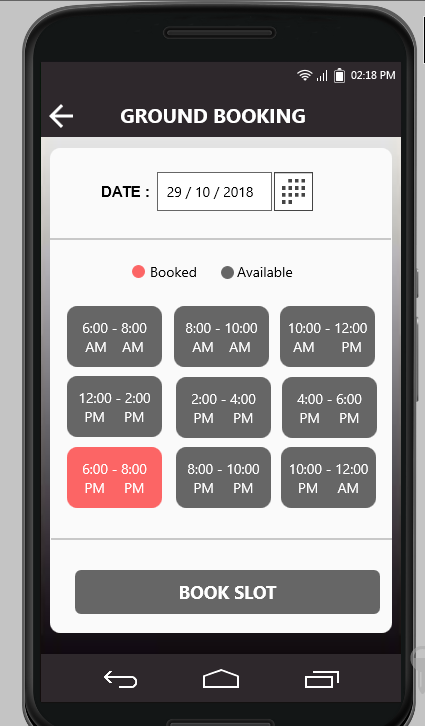 02:18 PM
GROUND BOOKING
DATE : 29 / 10 / 2018
Booked Available
6:00 - 8:00 8:00 - 10:00 10:00 - 12:00
AM AM AM AM AM PM
12:00 - 2:00 2:00 - 4:00 4:00 - 6:00
PM PM PM PM PM PM
6:00 - 8:00 8:00 - 10:00 10:00 - 12:00
PM PM PM PM PM AM
BOOK SLOT